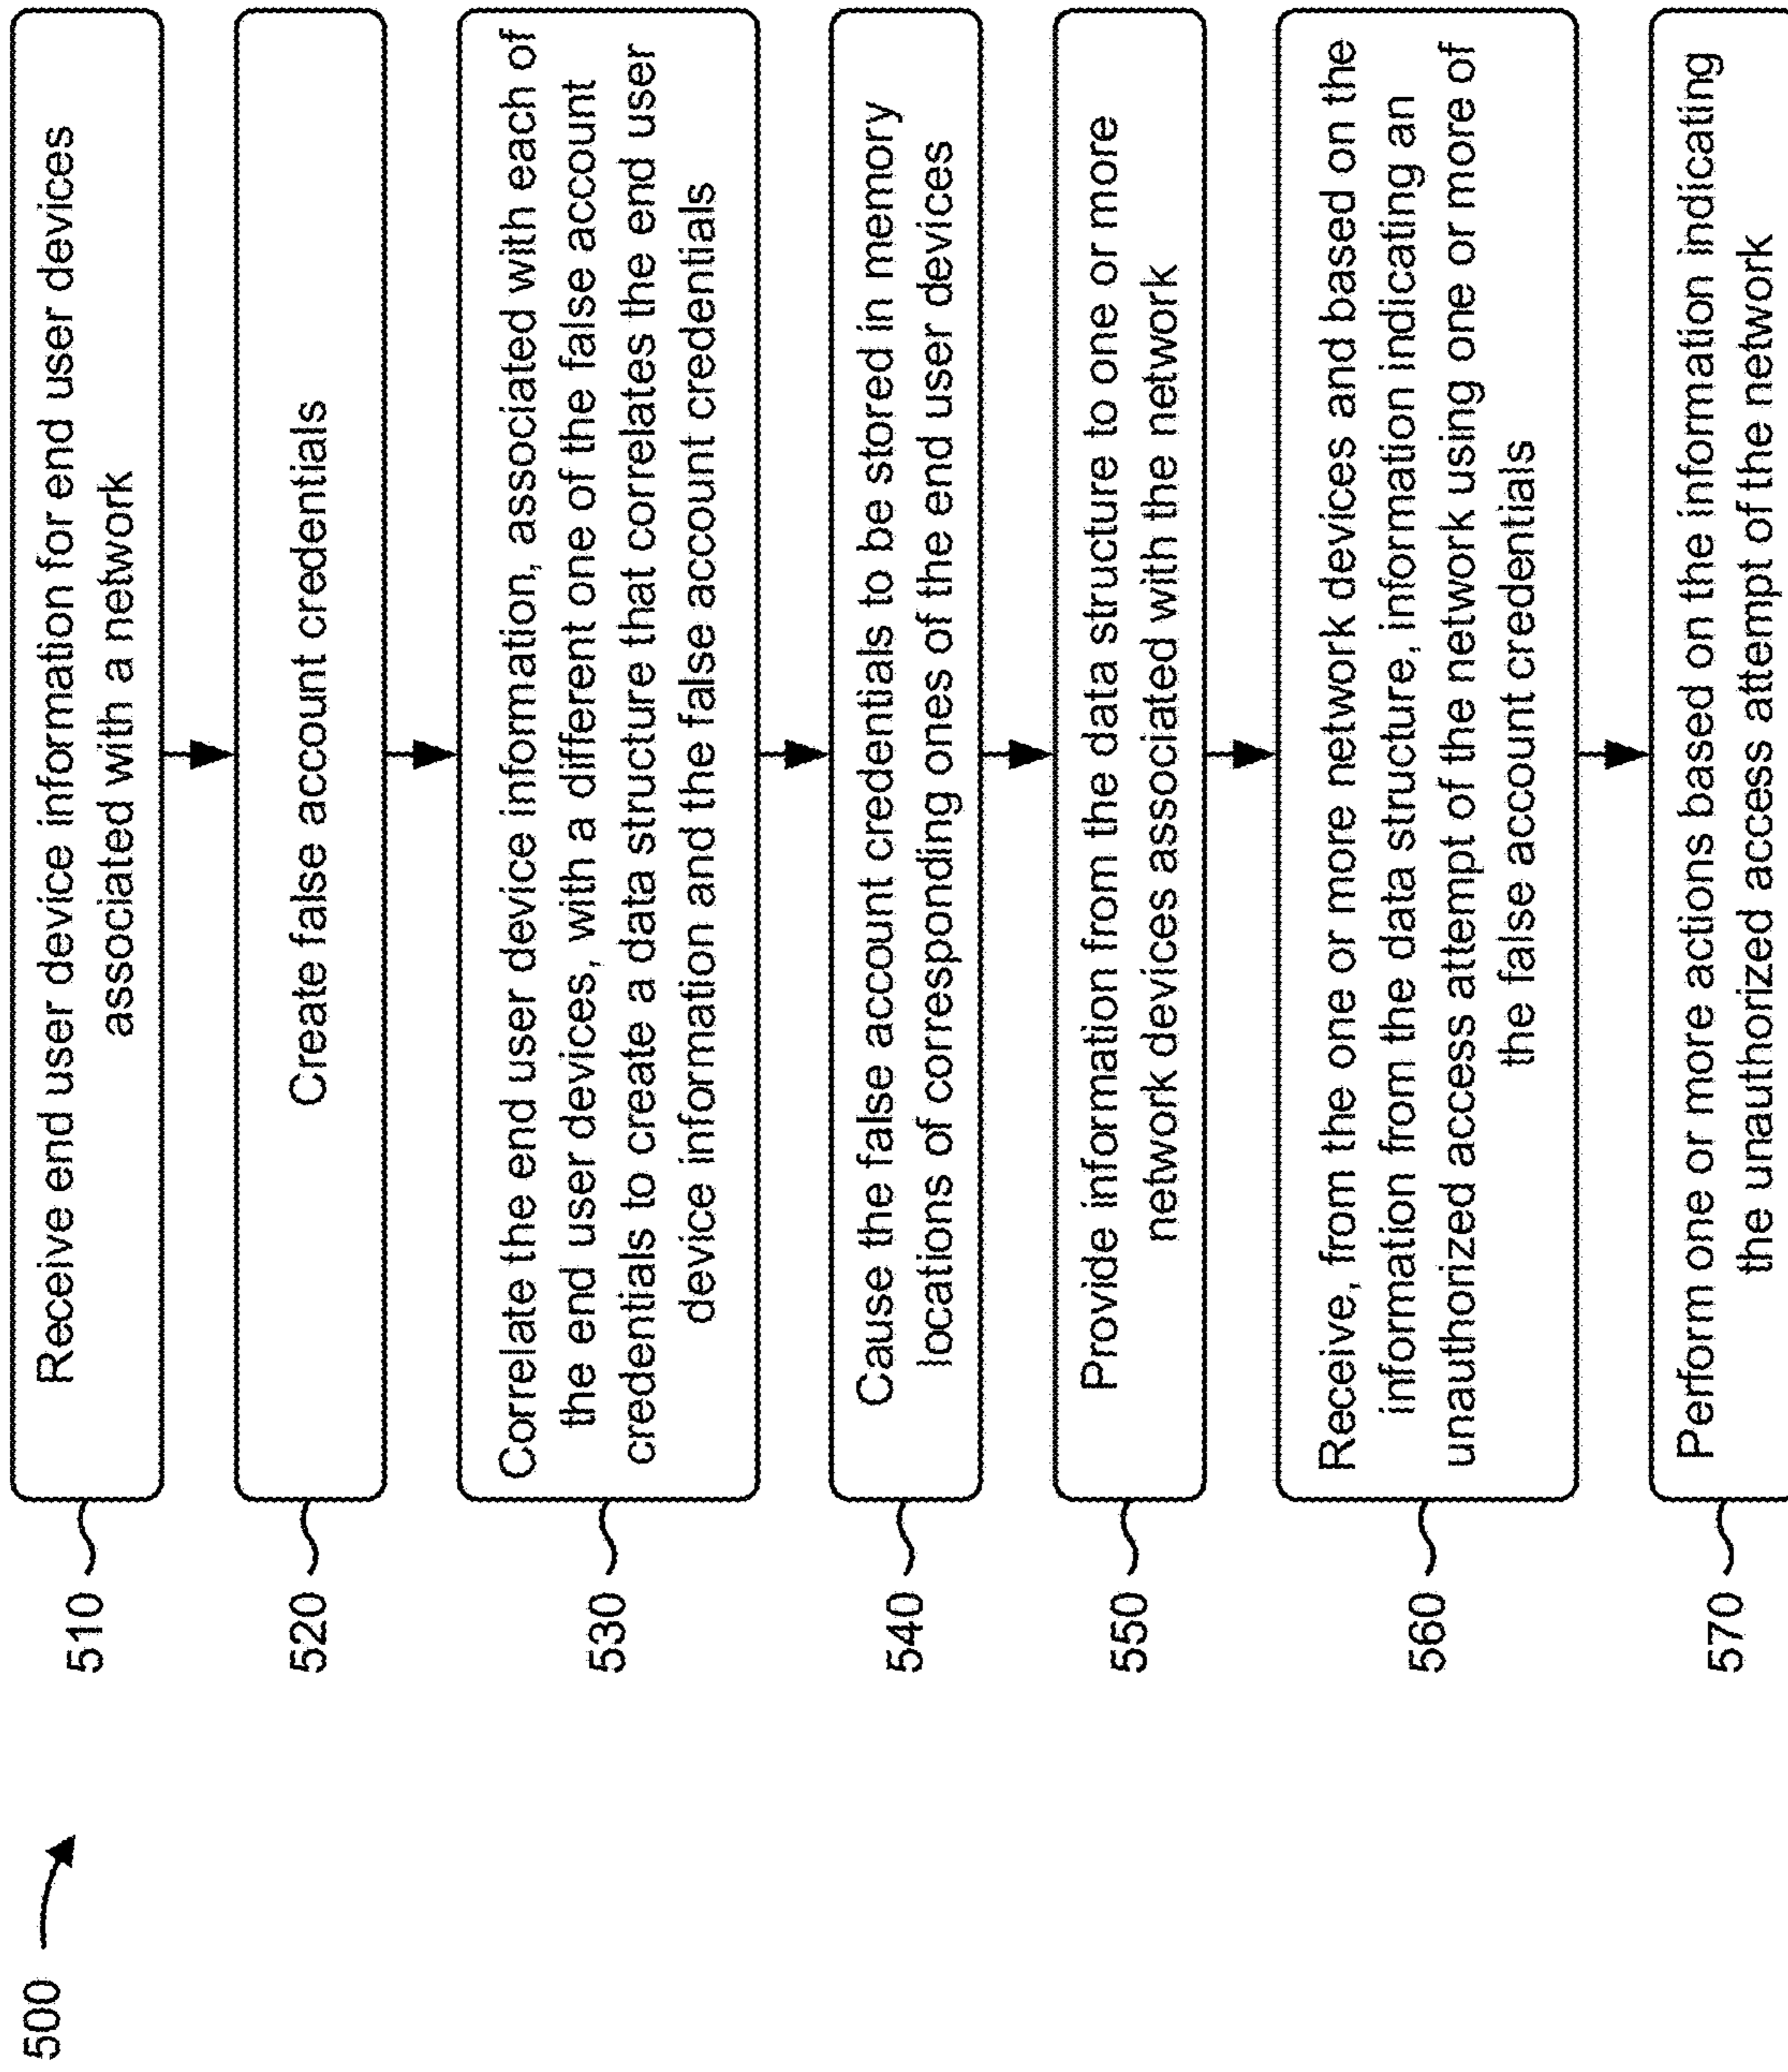 500
510
Receive end user device information for end user devices
associated with a network
520
Create false account credentials
530
Correlate the end user device information, associated with each of
the end user devices, with a different one of the false account
credentials to create a data structure that correlates the end user
device information and the false account credentials
540
Cause the false account credentials to be stored in memory
locations of corresponding ones of the end user devices
550
Provide information from the data structure to one or more
network devices associated with the network
560
Receive, from the one or more network devices and based on the
information from the data structure, information indicating an
unauthorized access attempt of the network using one or more of
the false account credentials
570
Perform one or more actions based on the information indicating
the unauthorized access attempt of the network